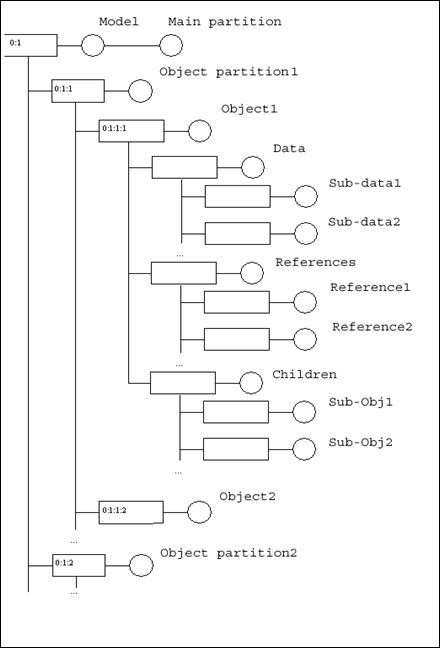 Model Main partition
0:1
Object partition1
0:1:1
Object1
0:1:1:1
Data
Sub-data1
Sub-data2
...
References
Reference1
Reference2
...
Children
Sub-Obj1
Sub-Obj2
...
Object2
0:1:1:2
...
Object partition2
0:1:2
...